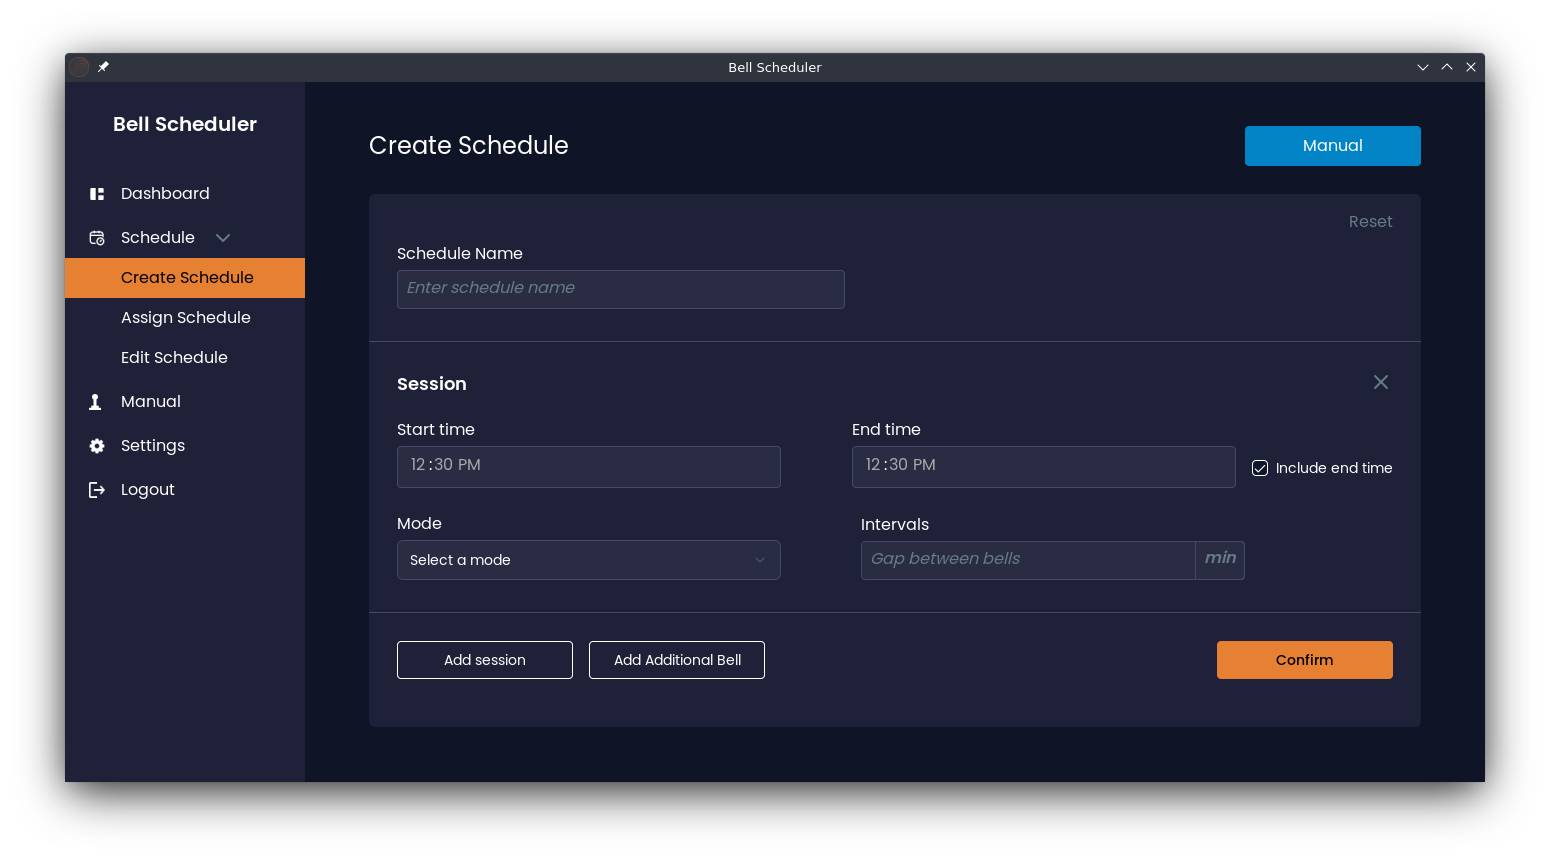 Bell Scheduler
Bell Scheduler
Dashboard
Schedule
Create Schedule
Assign Schedule
Edit Schedule
Manual
Settings
Logout
Create Schedule
Manual
Reset
Schedule Name
Enter schedule name
Session
Start time
12:30 PM
End time
12:30 PM
Include end time
Mode
Select a mode
Intervals
Gap between bells
min
Add session
Add Additional Bell
Confirm